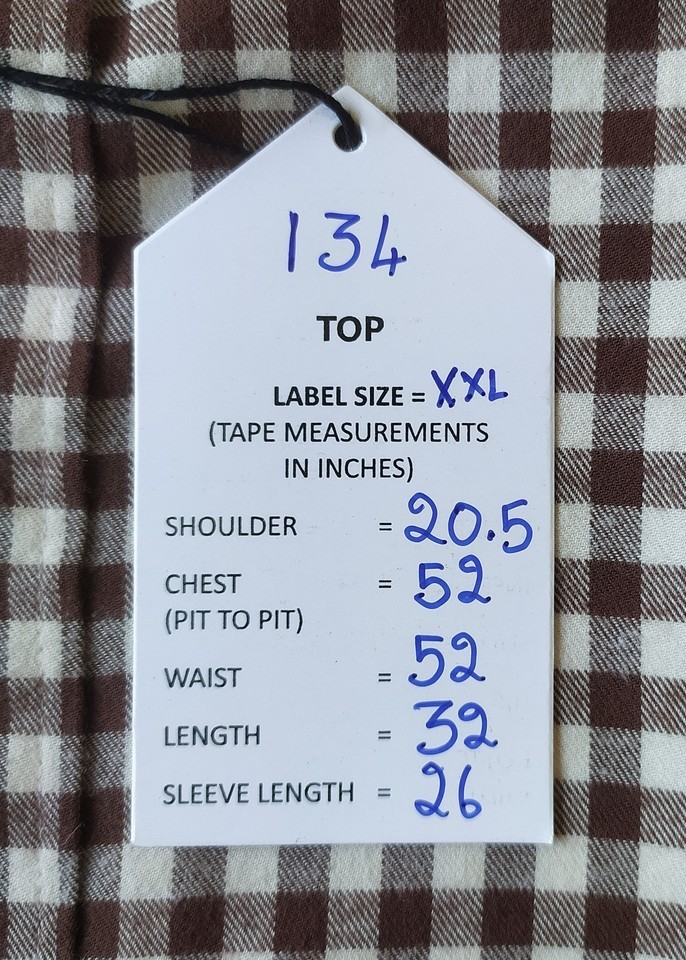 134
TOP
LABEL SIZE = XXL
(TAPE MEASUREMENTS
IN INCHES)
SHOULDER = 20.5
CHEST = 52
(PIT TO PIT)
WAIST = 52
LENGTH = 32
SLEEVE LENGTH = 26